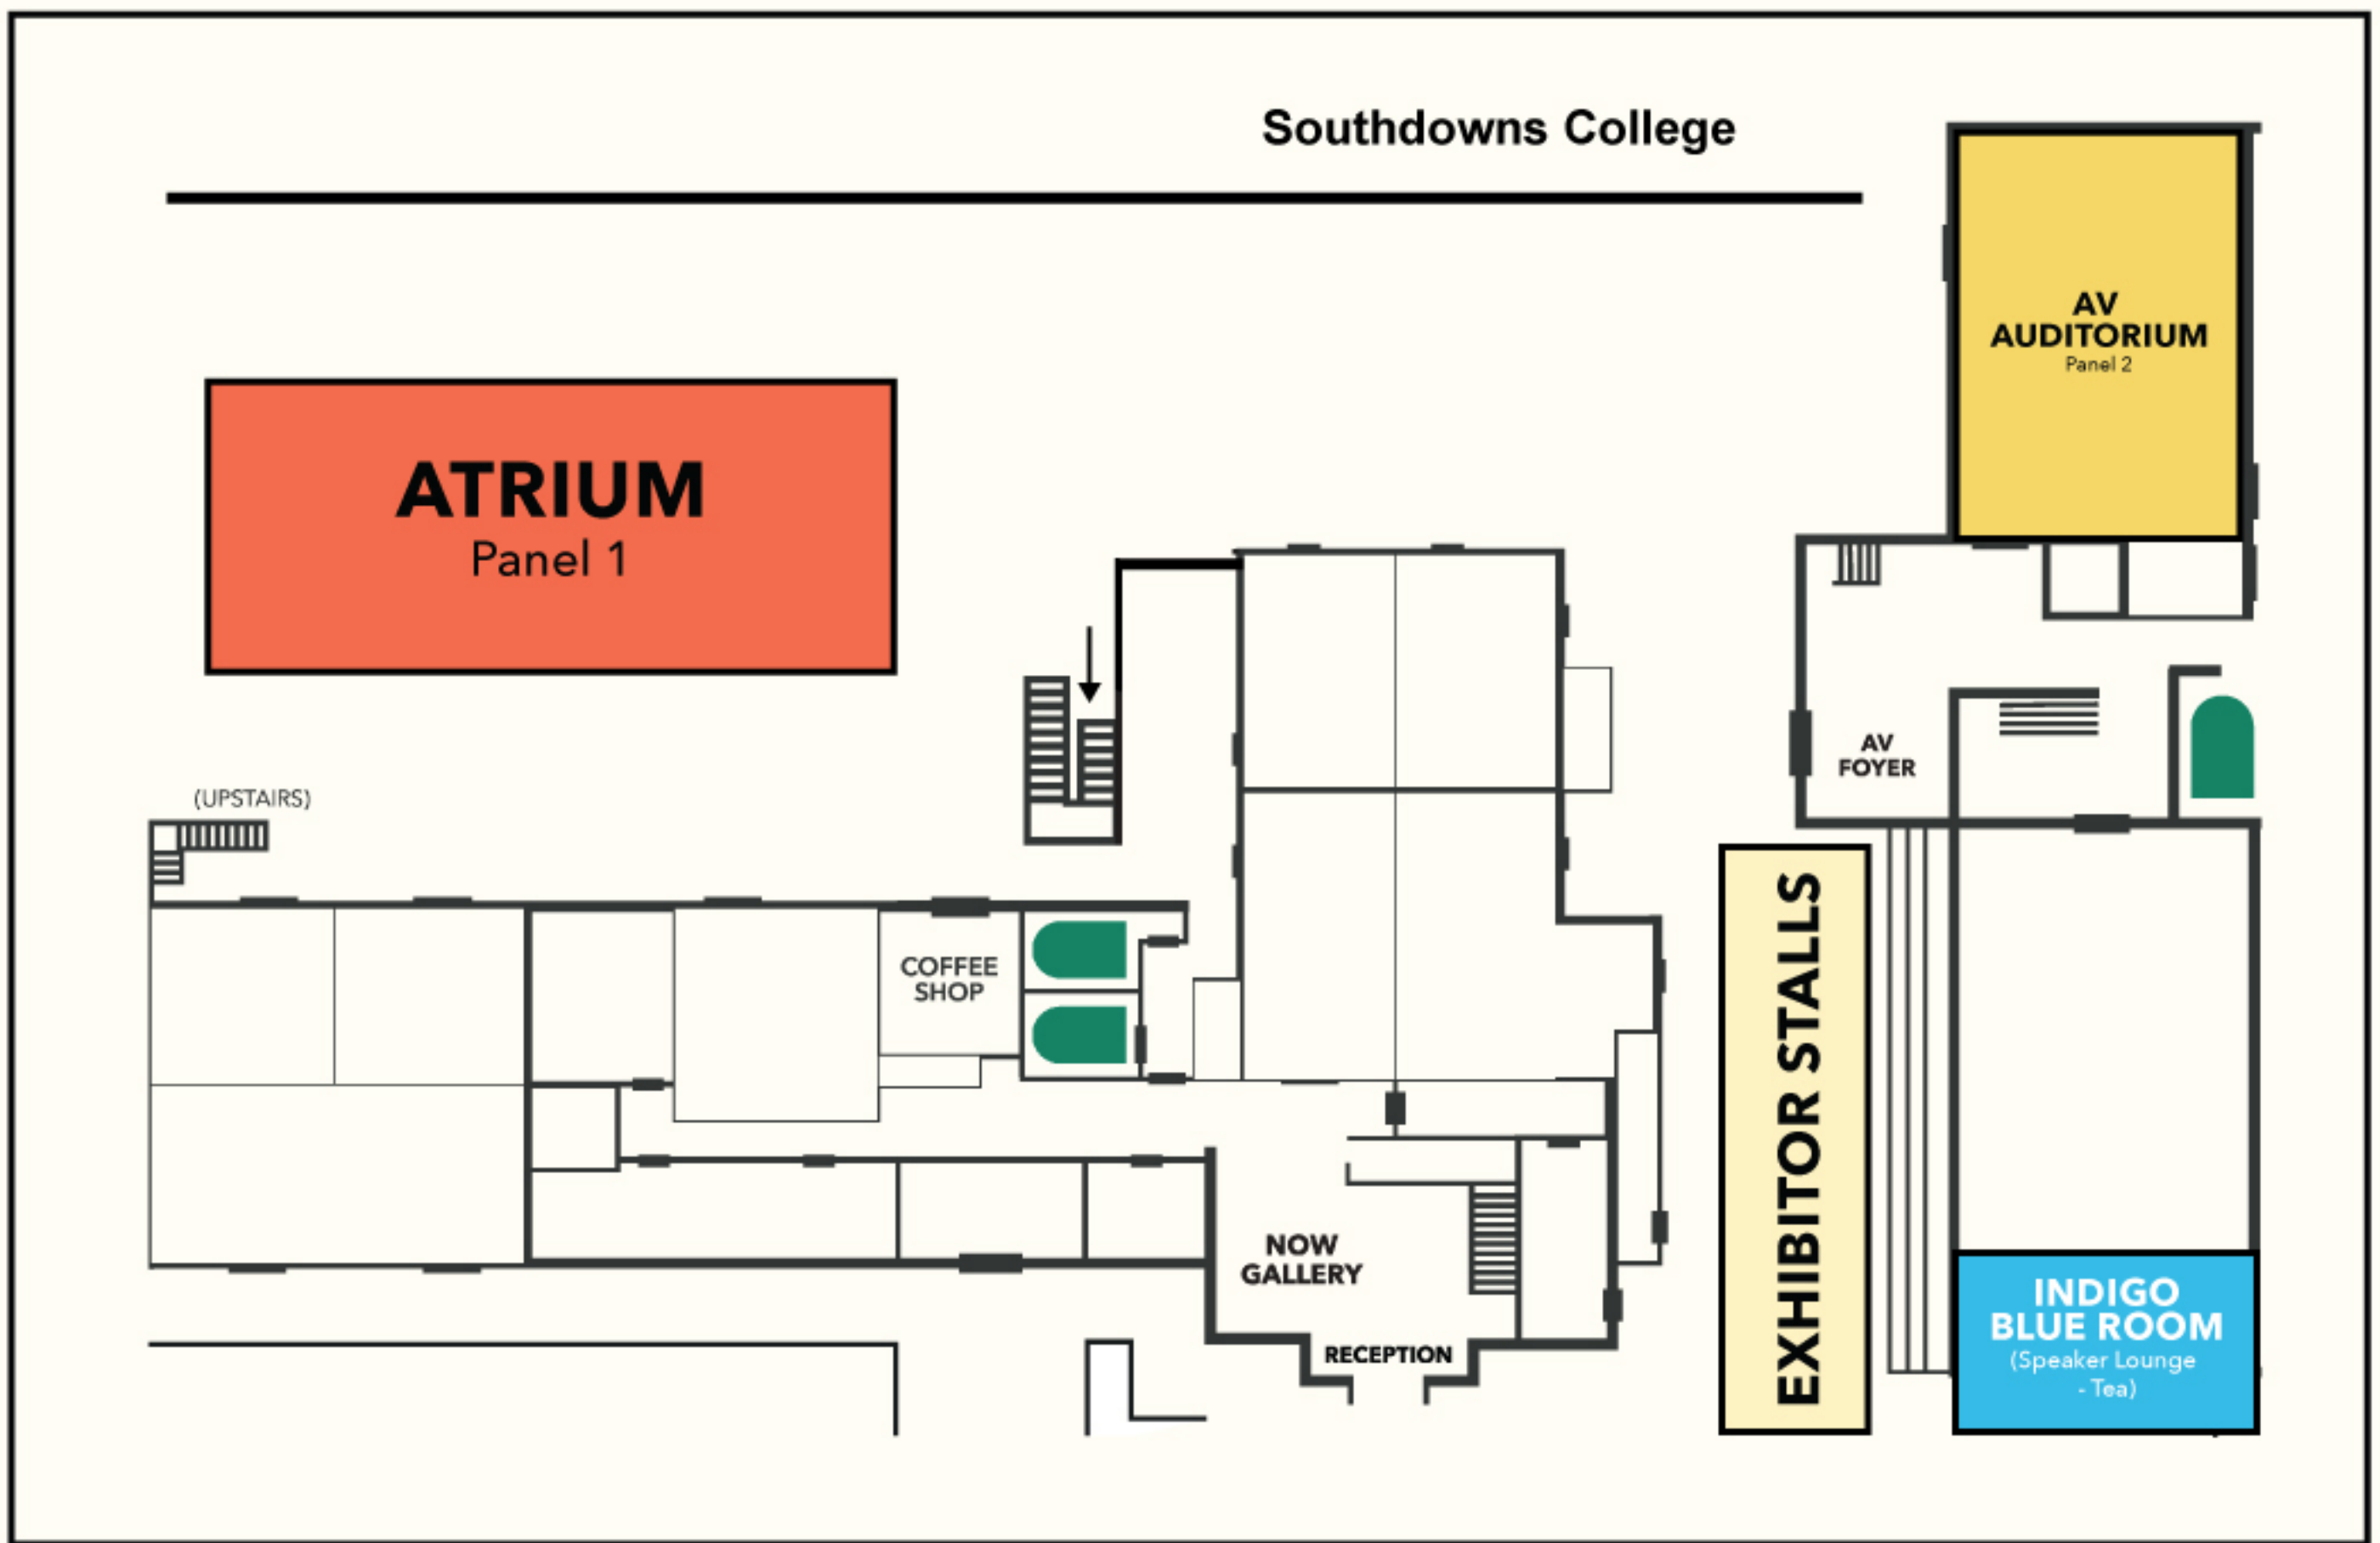 Southdowns College
AV
AUDITORIUM
Panel 2
ATRIUM
Panel 1
AV
FOYER
(UPSTAIRS)
COFFEE
SHOP
EXHIBITOR STALLS
NOW
GALLERY
RECEPTION
INDIGO
BLUE ROOM
(Speaker Lounge
- Tea)